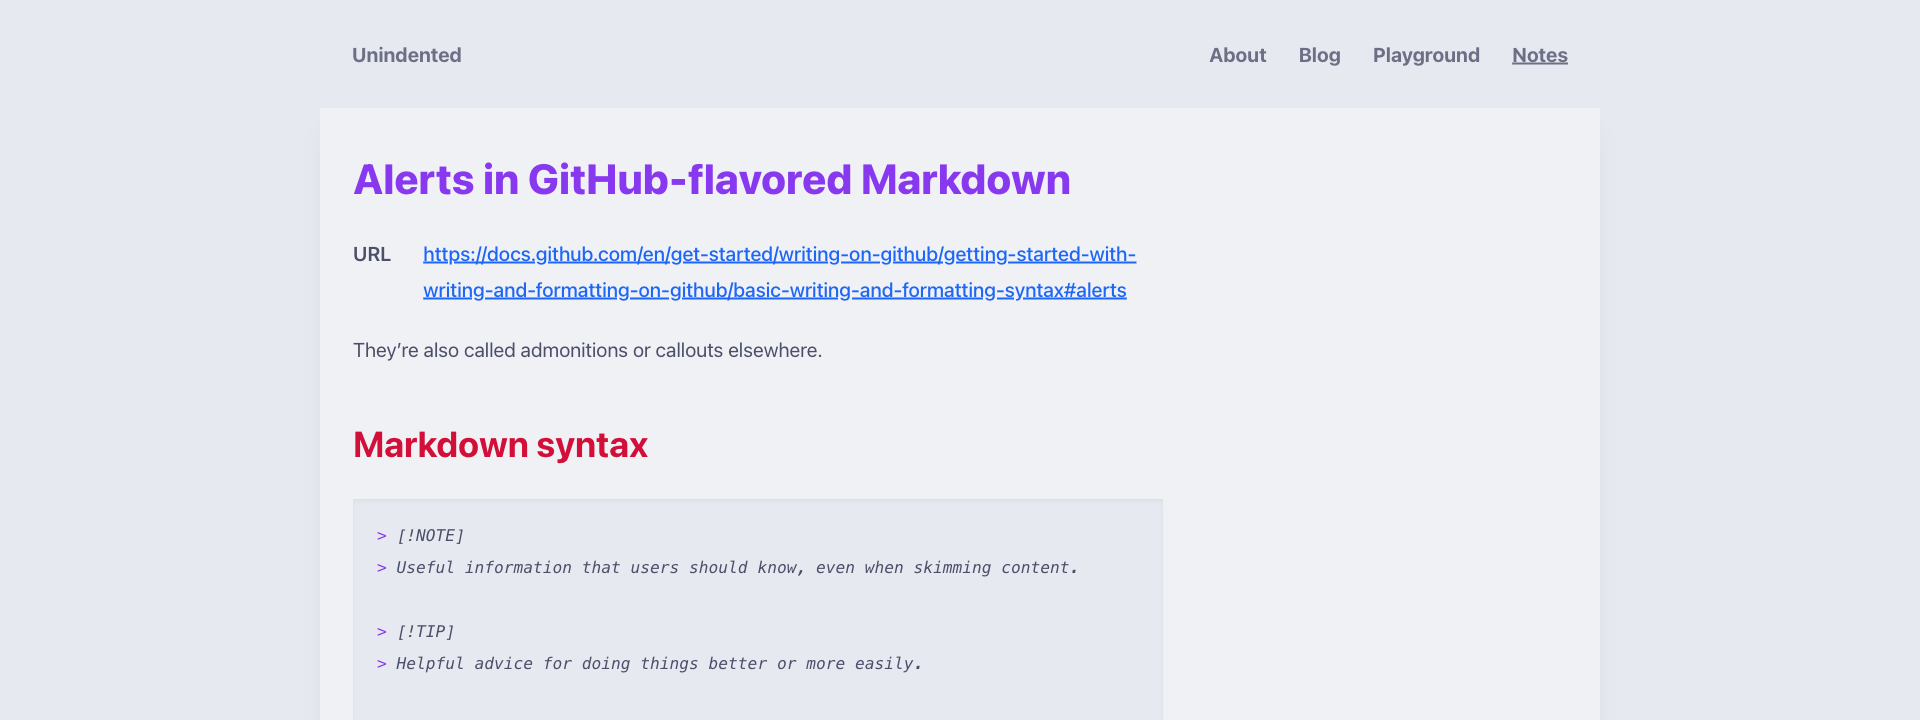 Unindented
About Blog Playground Notes
Alerts in GitHub-flavored Markdown
URL https://docs.github.com/en/get-started/writing-on-github/getting-started-with-
writing-and-formatting-on-github/basic-writing-and-formatting-syntax#alerts
They’re also called admonitions or callouts elsewhere.
Markdown syntax
> [!NOTE]
> Useful information that users should know, even when skimming content.
> [!TIP]
> Helpful advice for doing things better or more easily.